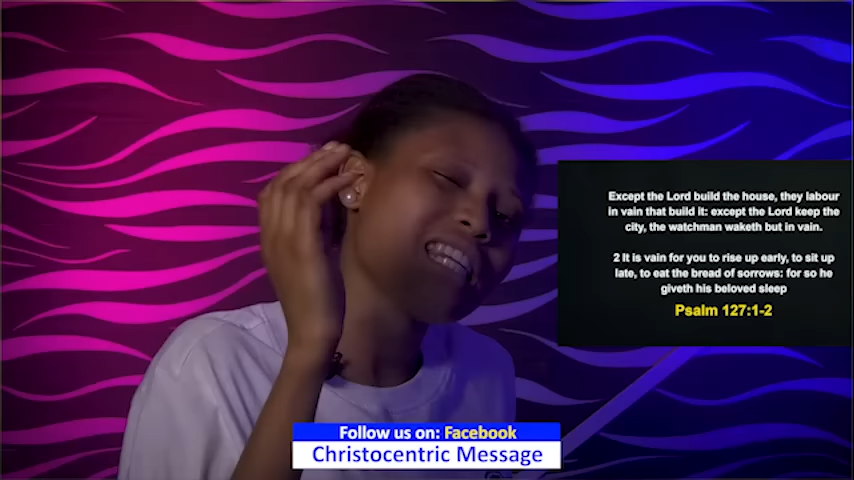 Except the Lord build the house, they labour
in vain that build it: except the Lord keep the
city, the watchman waketh but in vain.
2 It is vain for you to rise up early, to sit up
late, to eat the bread of sorrows: for so he
giveth his beloved sleep
Psalm 127:1-2
Follow us on: Facebook
Christocentric Message